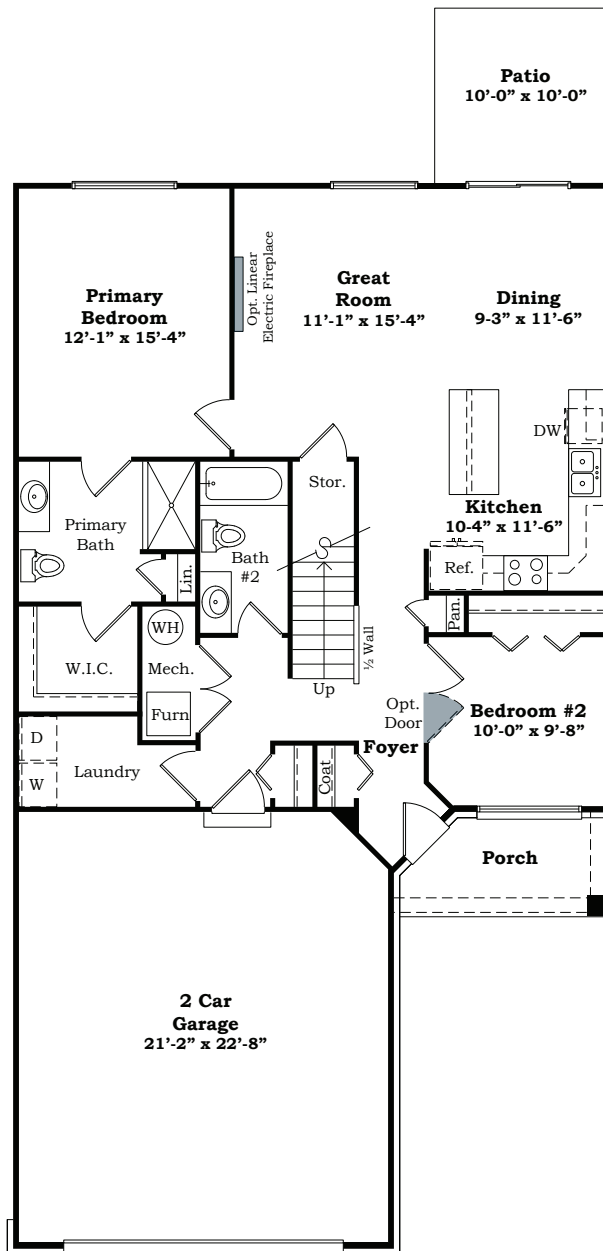 Patio
10’-0” x 10’-0”
Opt. Linear
Electric Fireplace
Great
Room
11’-1” x 15’-4”
Dining
9-3” x 11’-6”
Primary
Bedroom
12’-1” x 15’-4”
DW
Stor.
Kitchen
10-4” x 11’-6”
Primary
Bath
Bath
#2
Lin.
Ref.
Pan.
WH
½ Wall
W.I.C.
Mech.
Up
Furn
Opt.
Door
Bedroom #2
10’-0” x 9’-8”
Foyer
D
Laundry
W
Coat
Porch
2 Car
Garage
21’-2” x 22’-8”